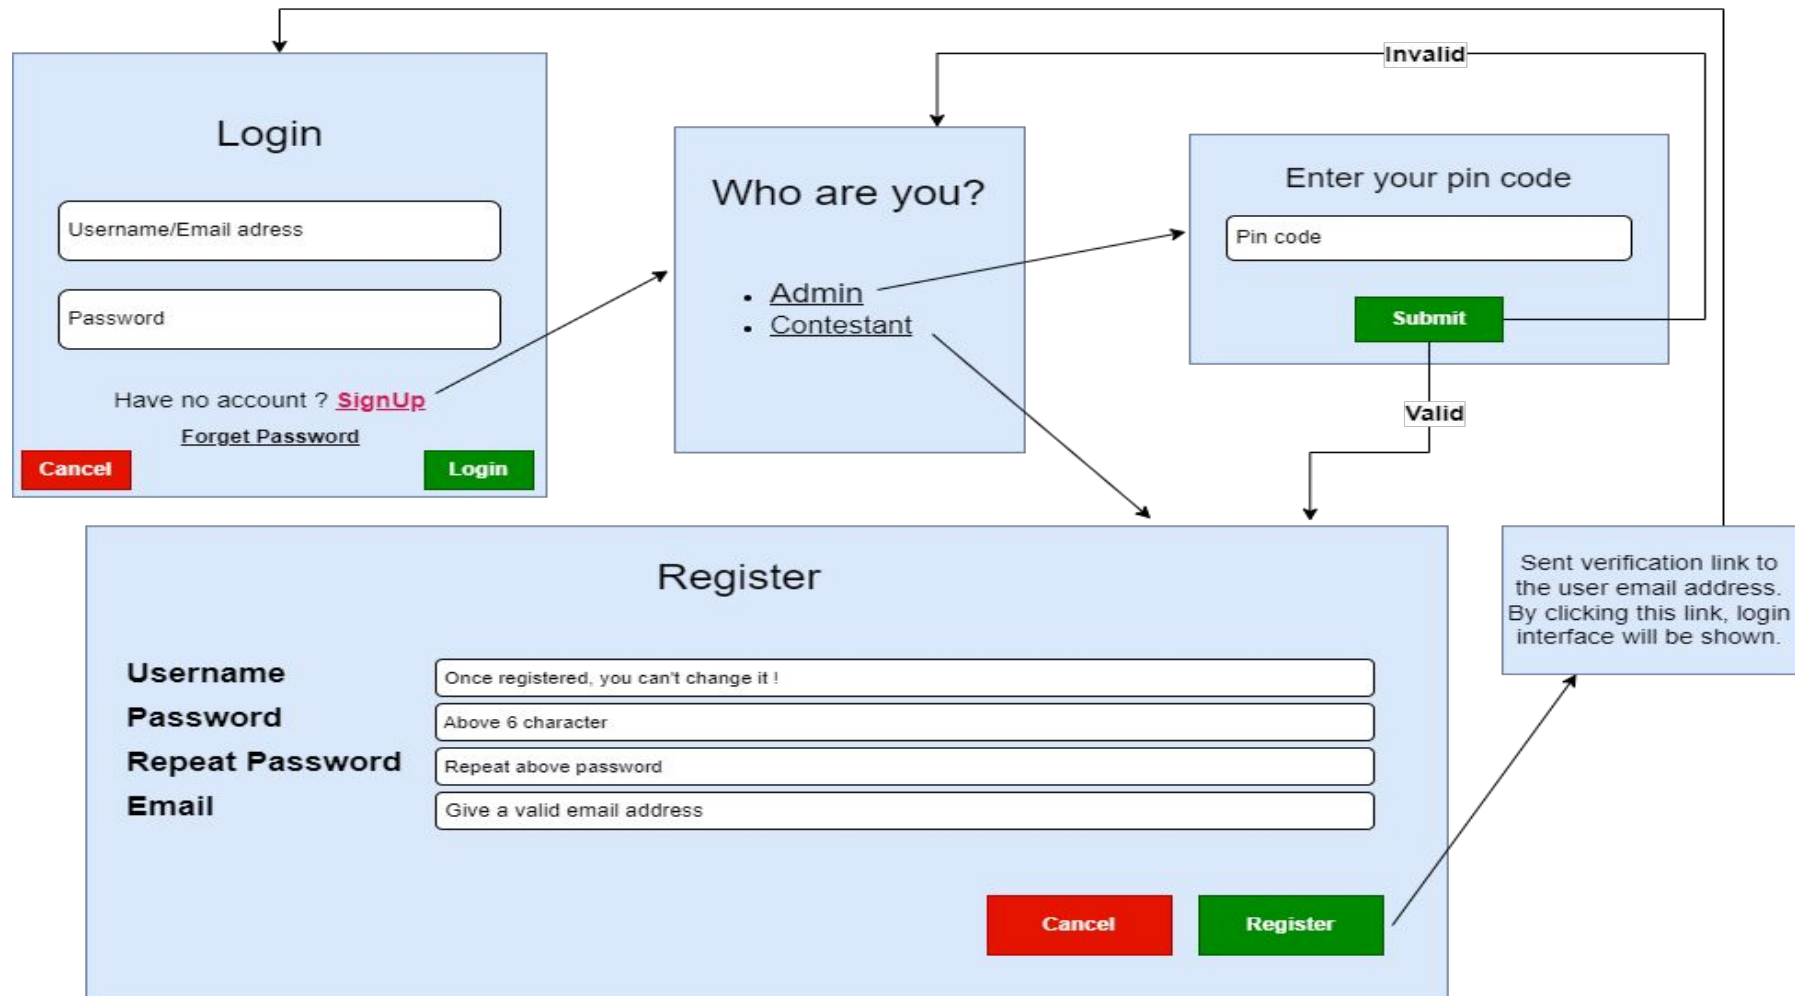 Login
Username/Email adress
Password
Have no account ? SignUp
Forget Password
Cancel
Login
Who are you?
• Admin
• Contestant
Invalid
Enter your pin code
Pin code
Submit
Valid
Register
Username
Once registered, you can't change it !
Password
Above 6 character
Repeat Password
Repeat above password
Email
Give a valid email address
Cancel
Register
Sent verification link to
the user email address.
By clicking this link, login
interface will be shown.